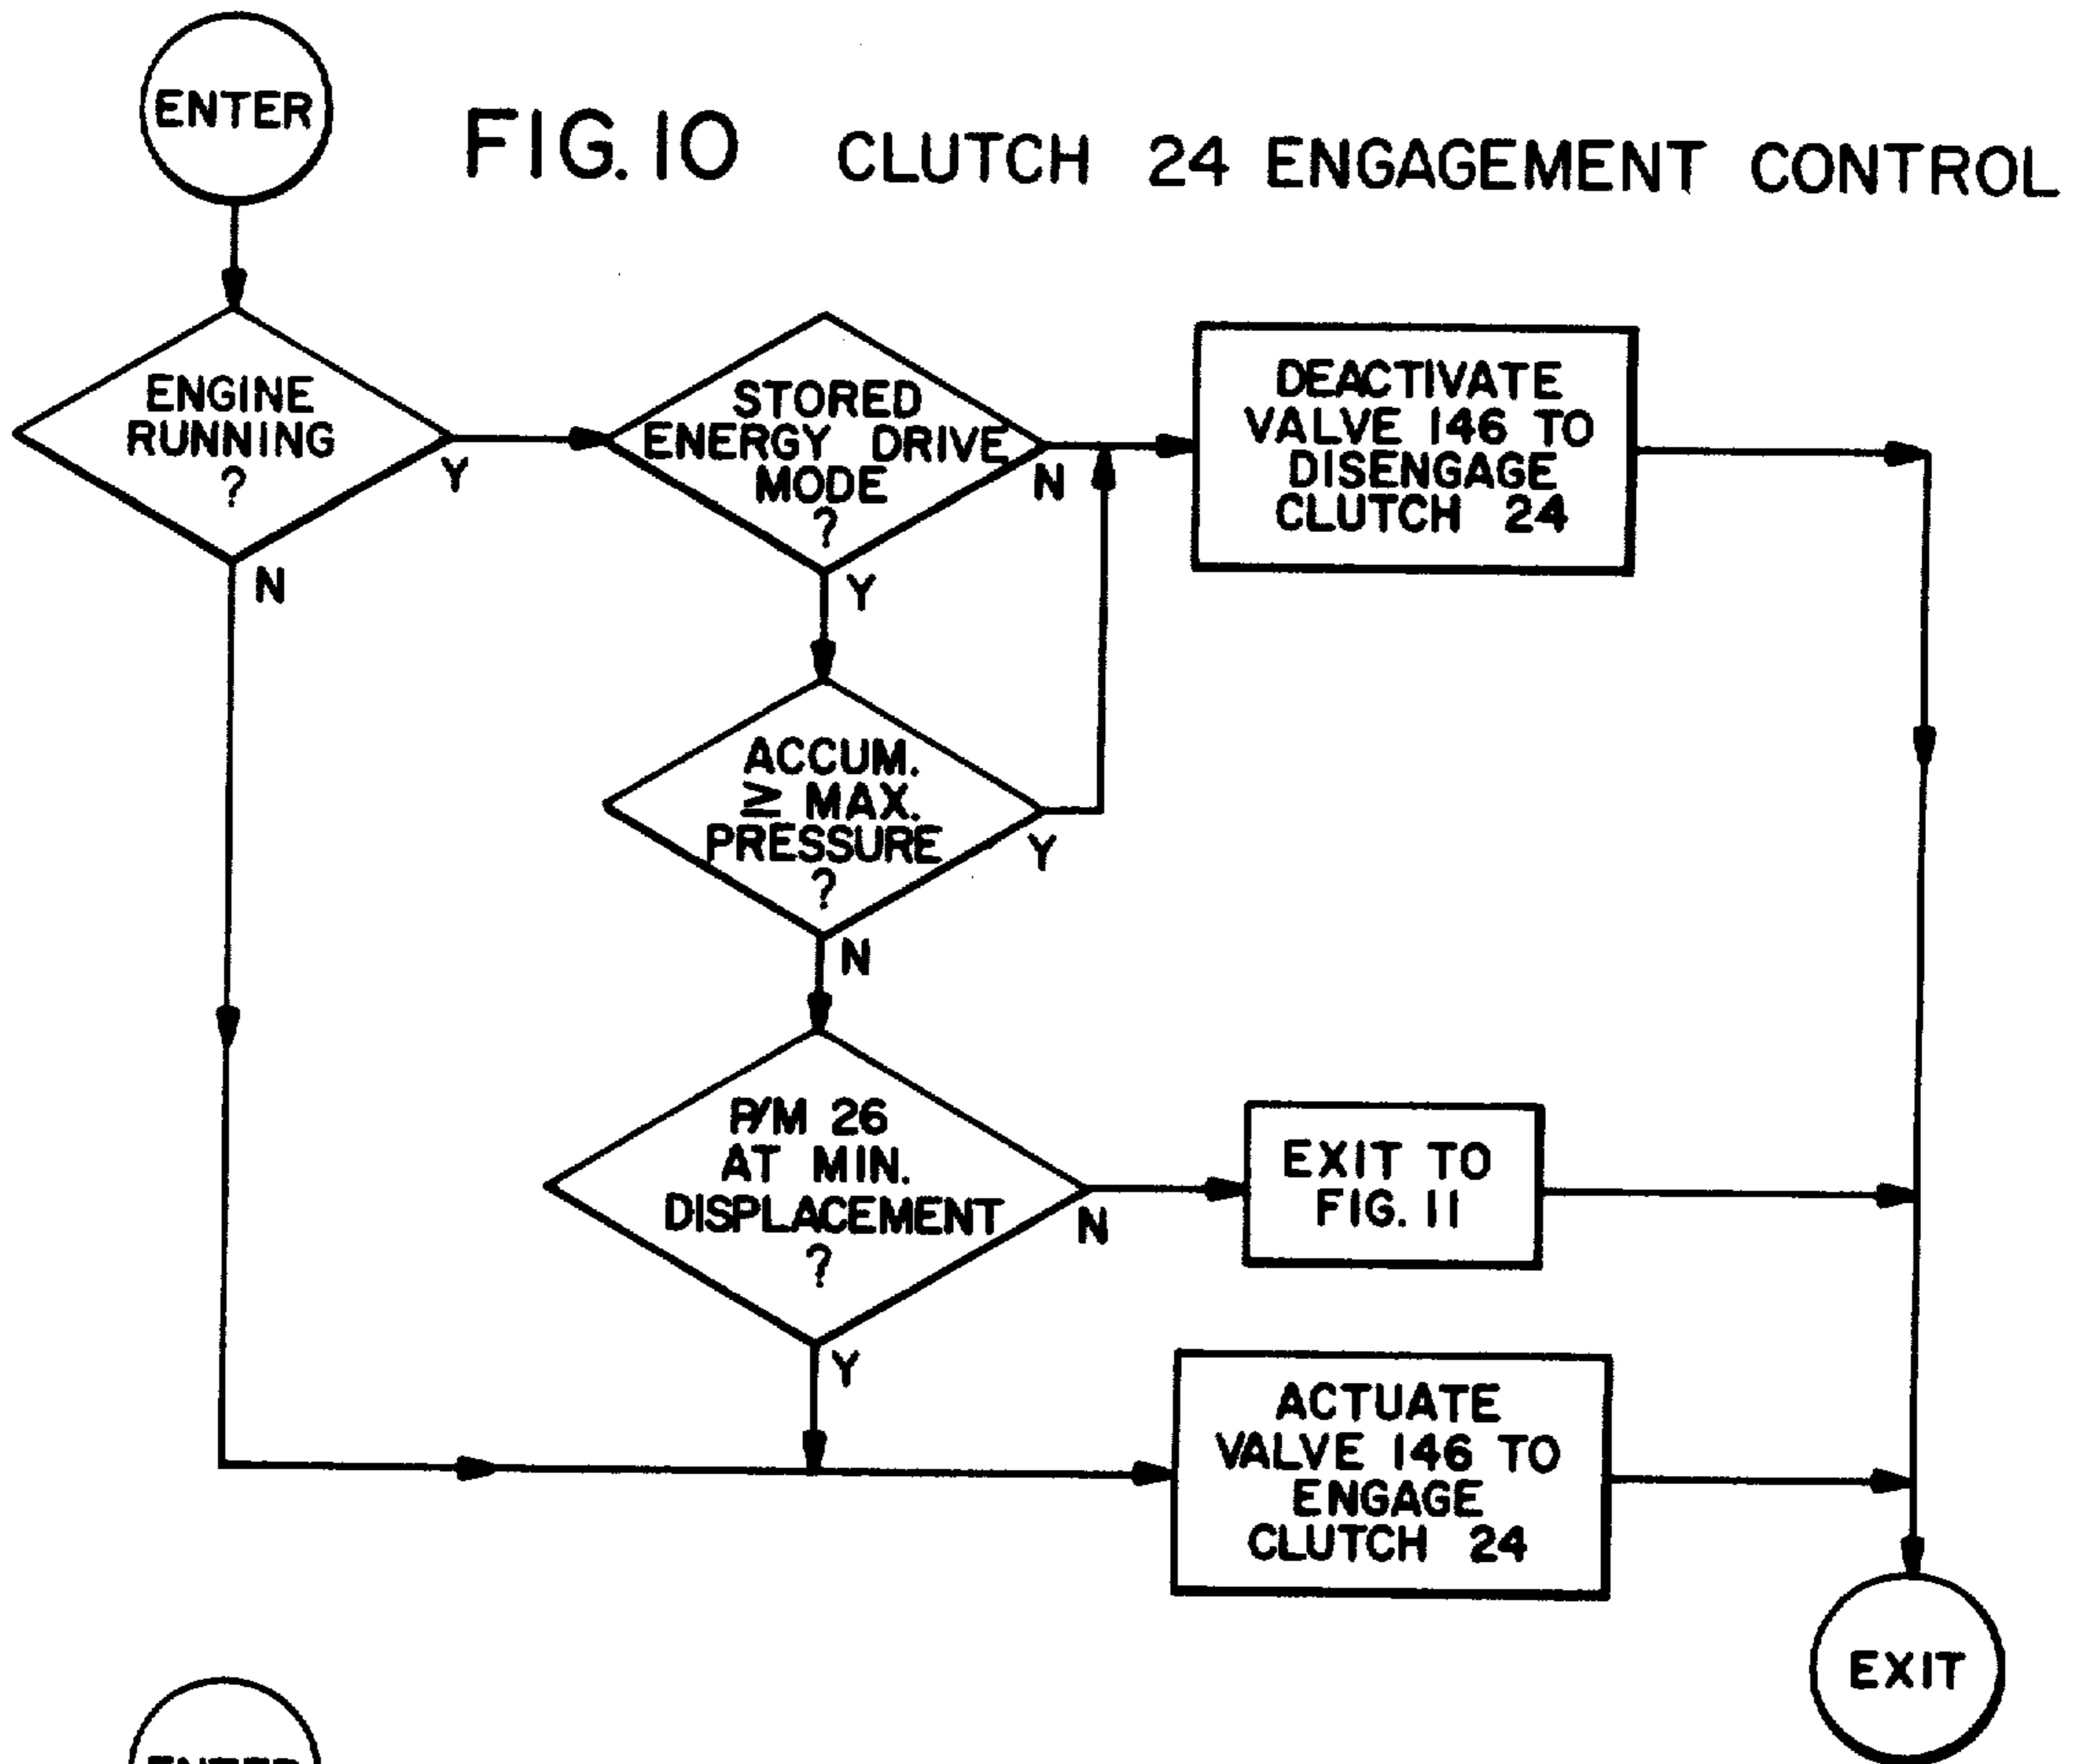 ENTER
FIG. 10 CLUTCH 24 ENGAGEMENT CONTROL
ENGINE
RUNNING
?
Y
N
STORED
ENERGY DRIVE
MODE
?
N
Y
DEACTIVATE
VALVE 146 TO
DISENGAGE
CLUTCH 24
ACCUM.
≥ MAX.
PRESSURE
?
Y
N
P/M 26
AT MIN.
DISPLACEMENT
?
N
Y
EXIT TO
FIG. 11
ACTUATE
VALVE 146 TO
ENGAGE
CLUTCH 24
EXIT
ENTER